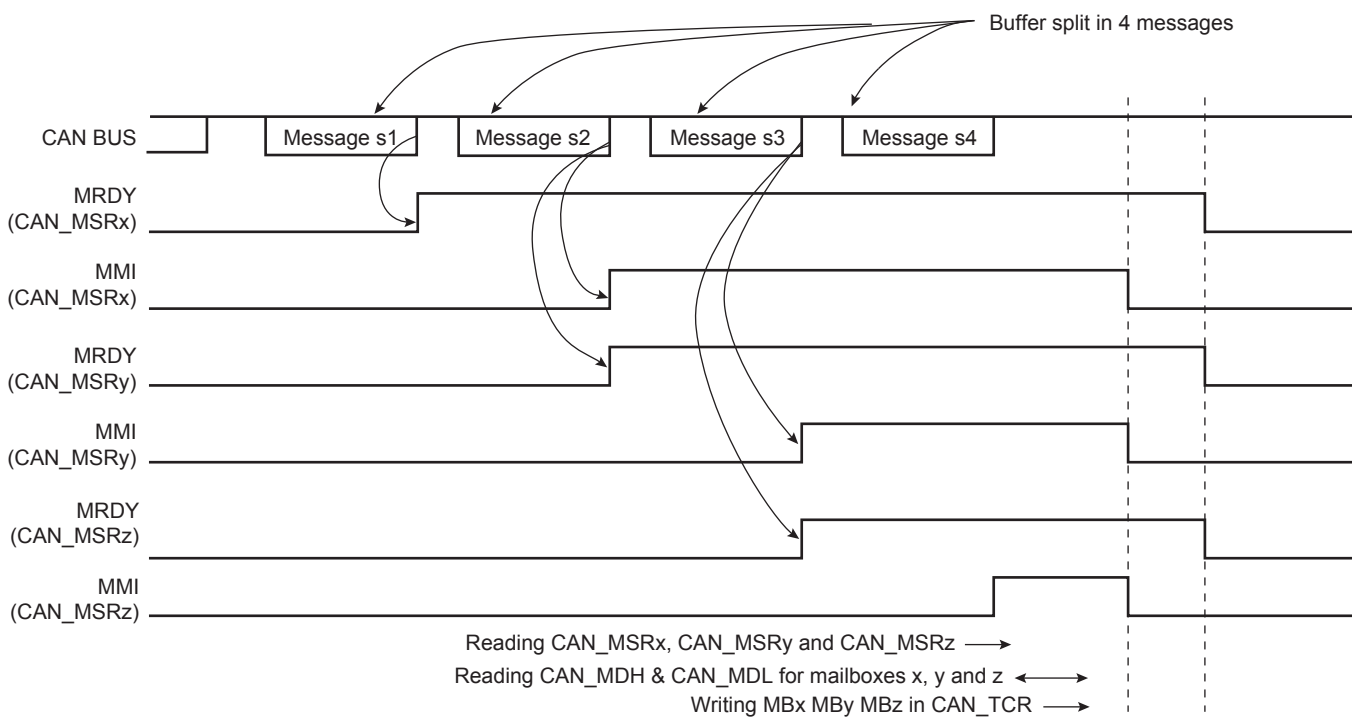 Buffer split in 4 messages
CAN BUS
Message s1
Message s2
Message s3
Message s4
MRDY
(CAN_MSRx)
MMI
(CAN_MSRx)
MRDY
(CAN_MSRy)
MMI
(CAN_MSRy)
MRDY
(CAN_MSRz)
MMI
(CAN_MSRz)
Reading CAN_MSRx, CAN_MSRy and CAN_MSRz
Reading CAN_MDH & CAN_MDL for mailboxes x, y and z
Writing MBx MBy MBz in CAN_TCR